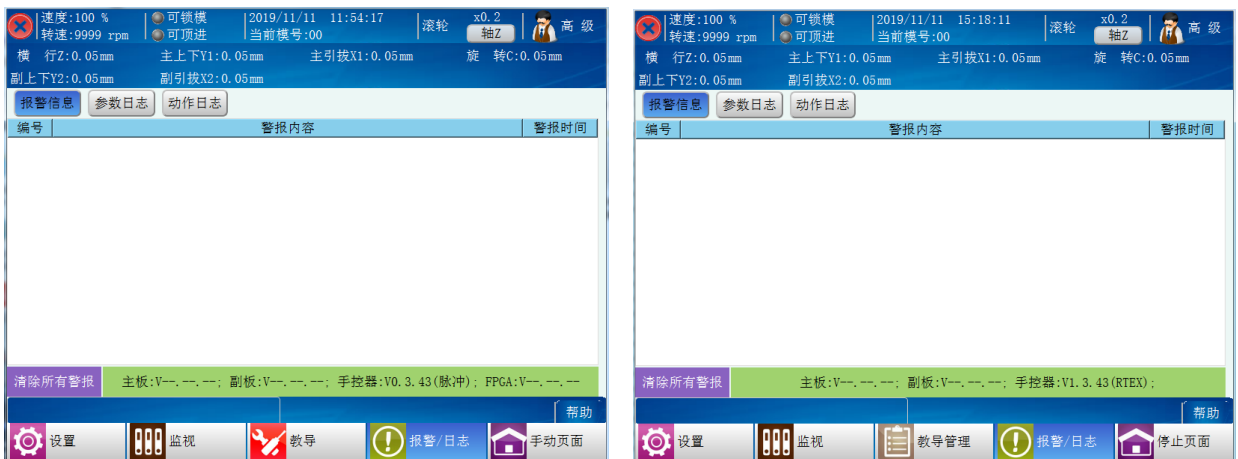 速度:100 % 可锁模 2019/11/11 11:54:17 滚轮 x0.2 高 级
转速:9999 rpm 可顶进 当前模号:00 轴Z
横 行Z:0.05mm 主上下Y1:0.05mm 主引拔X1:0.05mm 旋 转C:0.05mm
副上下Y2:0.05mm 副引拔X2:0.05mm
报警信息 参数日志 动作日志
编号 警报内容 警报时间
清除所有警报 主板:V--.--.--; 副板:V--.--.--; 手控器:V0.3.43(脉冲); FPGA:V--.--.--
帮助
设置 监视 教导 报警/日志 手动页面
速度:100 % 可锁模 2019/11/11 15:18:11 滚轮 x0.2 高 级
转速:9999 rpm 可顶进 当前模号:00 轴Z
横 行Z:0.05mm 主上下Y1:0.05mm 主引拔X1:0.05mm 旋 转C:0.05mm
副上下Y2:0.05mm 副引拔X2:0.05mm
报警信息 参数日志 动作日志
编号 警报内容 警报时间
清除所有警报 主板:V--.--.--; 副板:V--.--.--; 手控器:V1.3.43(RTEX);
帮助
设置 监视 教导管理 报警/日志 停止页面